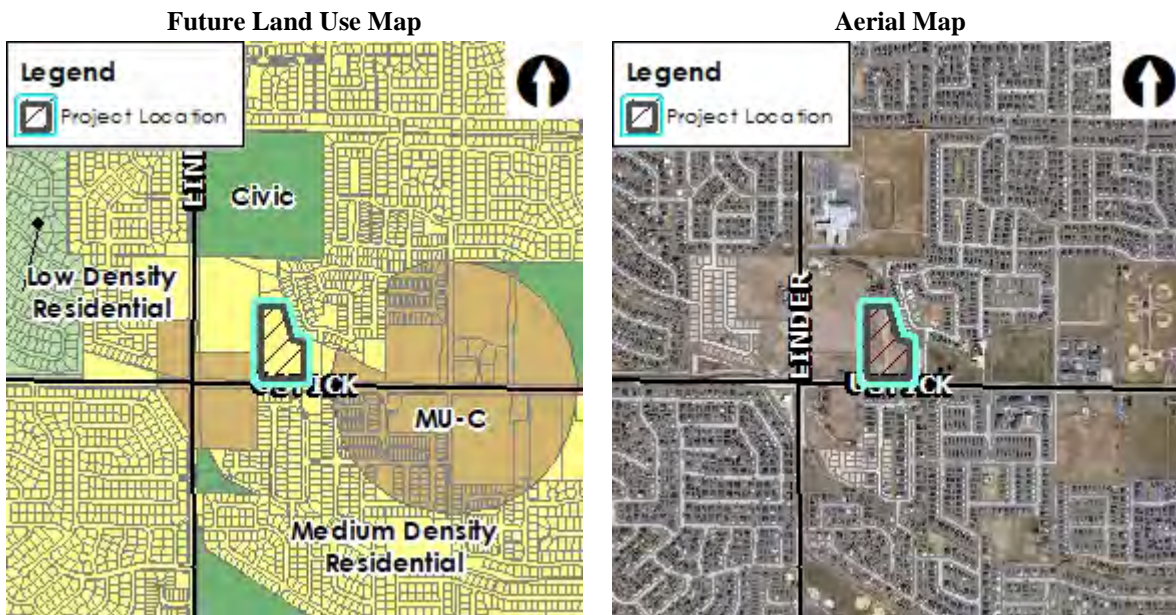 Future Land Use Map
Legend
Project Location
Civic
Low Density
Residential
MU-C
Medium Density
Residential
Aerial Map
Legend
Project Location
LINDER